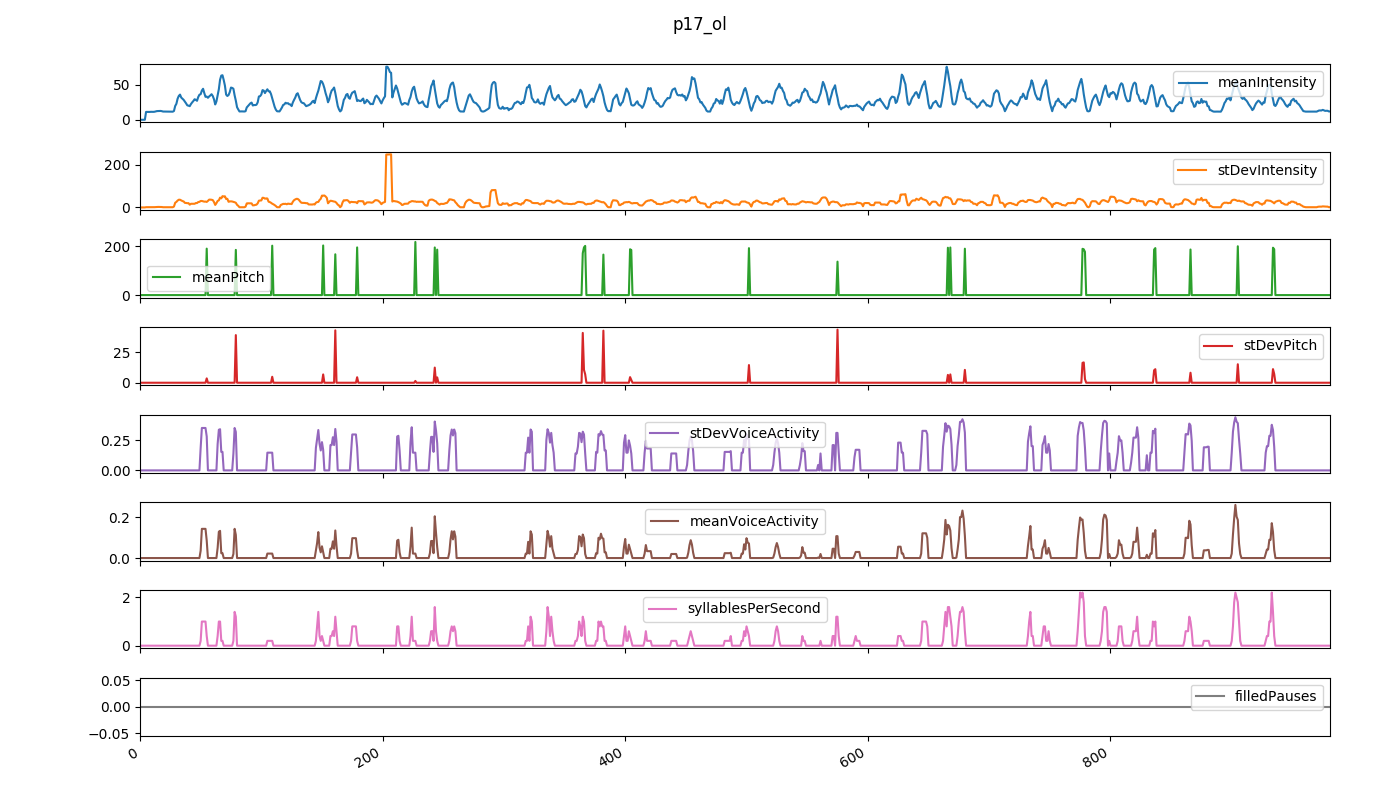 p17_ol
50
0
meanIntensity
200
0
stDevIntensity
200
0
meanPitch
25
0
stDevPitch
0.25
0.00
stDevVoiceActivity
0.2
0.0
meanVoiceActivity
2
0
syllablesPerSecond
0.05
0.00
−0.05
filledPauses
0 200 400 600 800